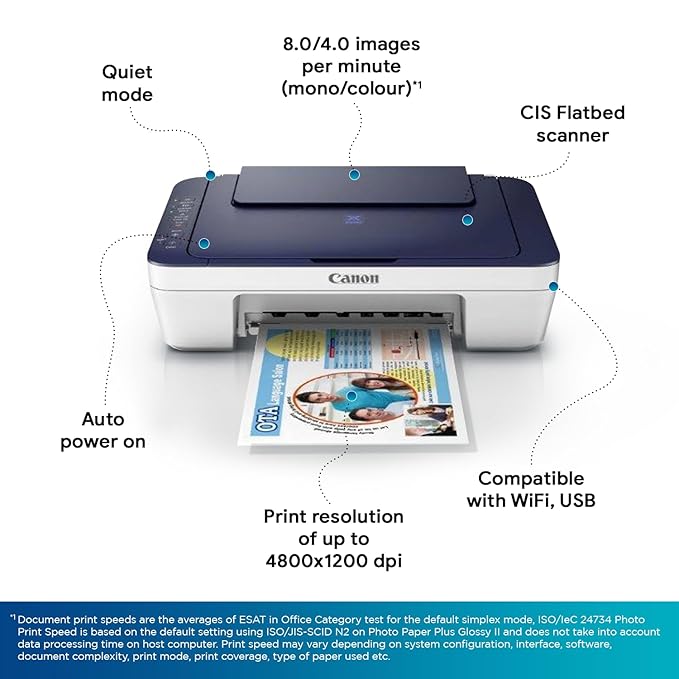 8.0/4.0 images
per minute
(mono/colour)*1
Quiet
mode
CIS Flatbed
scanner
Canon
OTA Language Salon
Auto
power on
Compatible
with WiFi, USB
Print resolution
of up to
4800x1200 dpi
*1 Document print speeds are the averages of ESAT in Office Category test for the default simplex mode, ISO/IeC 24734 Photo
Print Speed is based on the default setting using ISO/JIS-SCID N2 on Photo Paper Plus Glossy II and does not take into account
data processing time on host computer. Print speed may vary depending on system configuration, interface, software,
document complexity, print mode, print coverage, type of paper used etc.